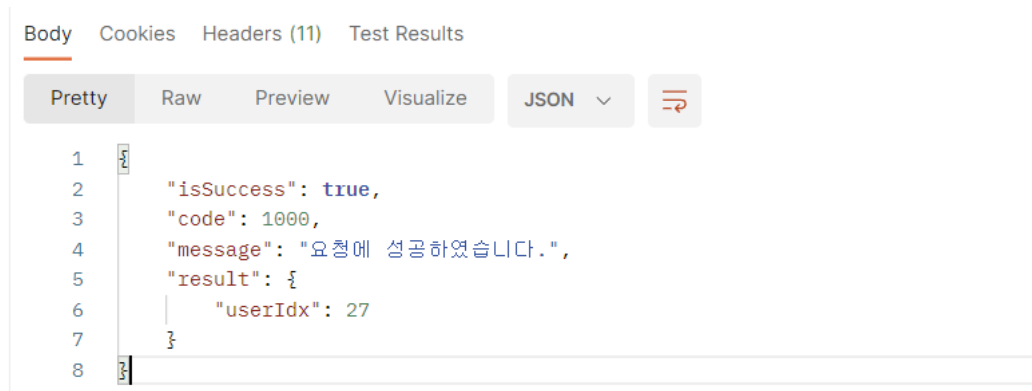 Body Cookies Headers (11) Test Results
Pretty Raw Preview Visualize JSON
1 {
2 "isSuccess": true,
3 "code": 1000,
4 "message": "요청에 성공하였습니다.",
5 "result": {
6 "userIdx": 27
7 }
8 }